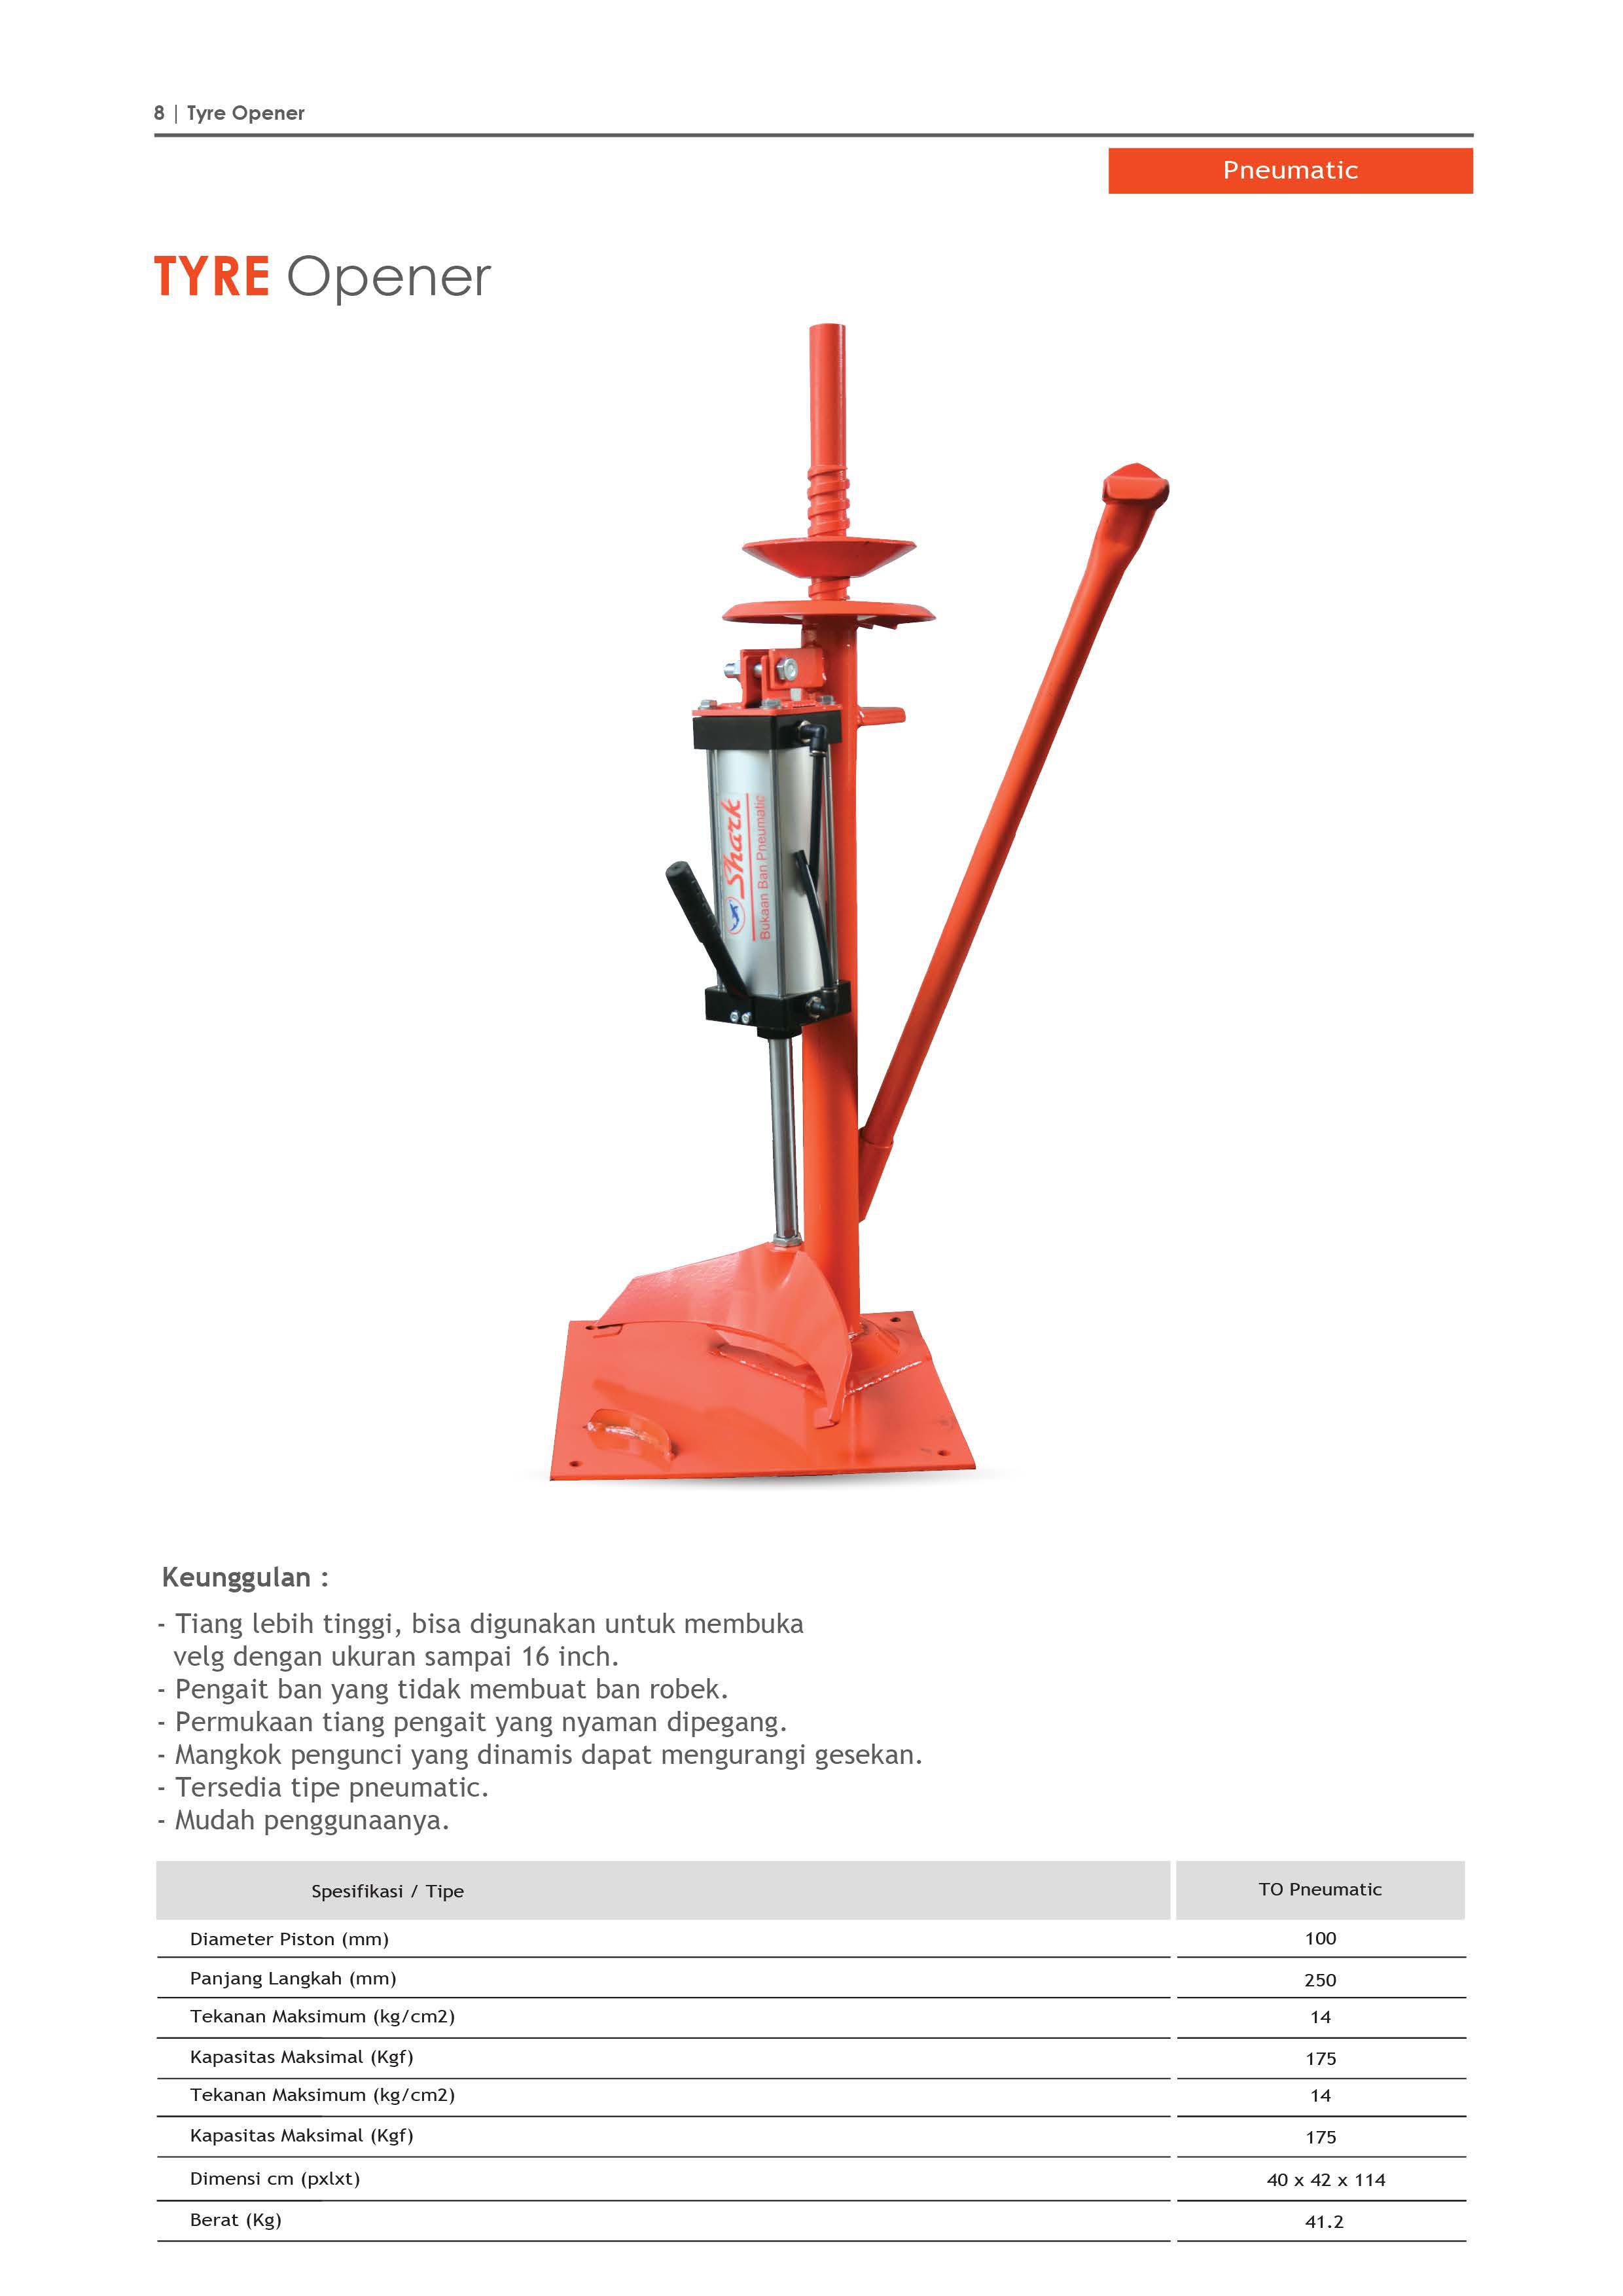 8 | Tyre Opener
Pneumatic
TYRE Opener
Shark
Bukaan Ban Pneumatic
Keunggulan :
- Tiang lebih tinggi, bisa digunakan untuk membuka
velg dengan ukuran sampai 16 inch.
- Pengait ban yang tidak membuat ban robek.
- Permukaan tiang pengait yang nyaman dipegang.
- Mangkok pengunci yang dinamis dapat mengurangi gesekan.
- Tersedia tipe pneumatic.
- Mudah penggunaanya.
Spesifikasi / Tipe TO Pneumatic
Diameter Piston (mm) 100
Panjang Langkah (mm) 250
Tekanan Maksimum (kg/cm2) 14
Kapasitas Maksimal (Kgf) 175
Tekanan Maksimum (kg/cm2) 14
Kapasitas Maksimal (Kgf) 175
Dimensi cm (pxlxt) 40 x 42 x 114
Berat (Kg) 41.2